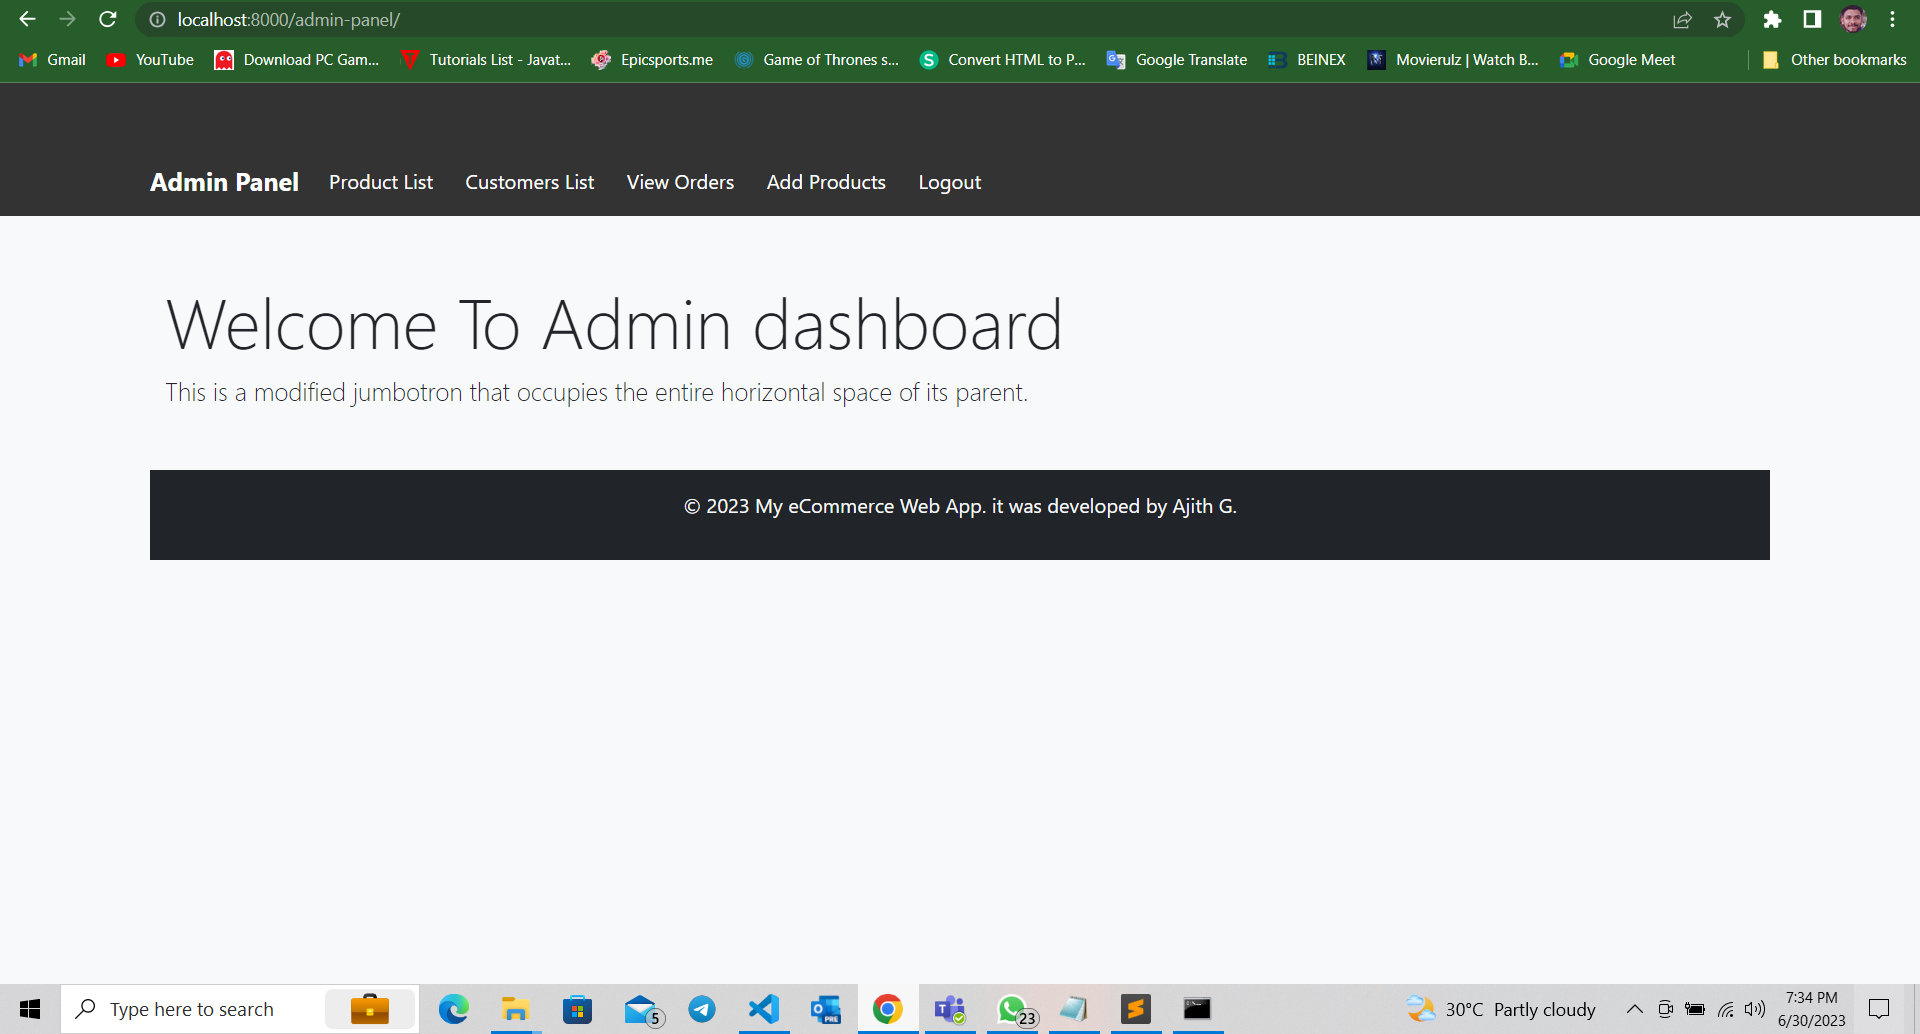 localhost:8000/admin-panel/
Gmail YouTube Download PC Gam... Tutorials List - Javat... Epicsports.me Game of Thrones s... Convert HTML to P... Google Translate BEINEX Movierulz | Watch B... Google Meet Other bookmarks
Admin Panel Product List Customers List View Orders Add Products Logout
Welcome To Admin dashboard
This is a modified jumbotron that occupies the entire horizontal space of its parent.
© 2023 My eCommerce Web App. it was developed by Ajith G.
Type here to search 5 PRE 23 30°C Partly cloudy 7:34 PM
6/30/2023